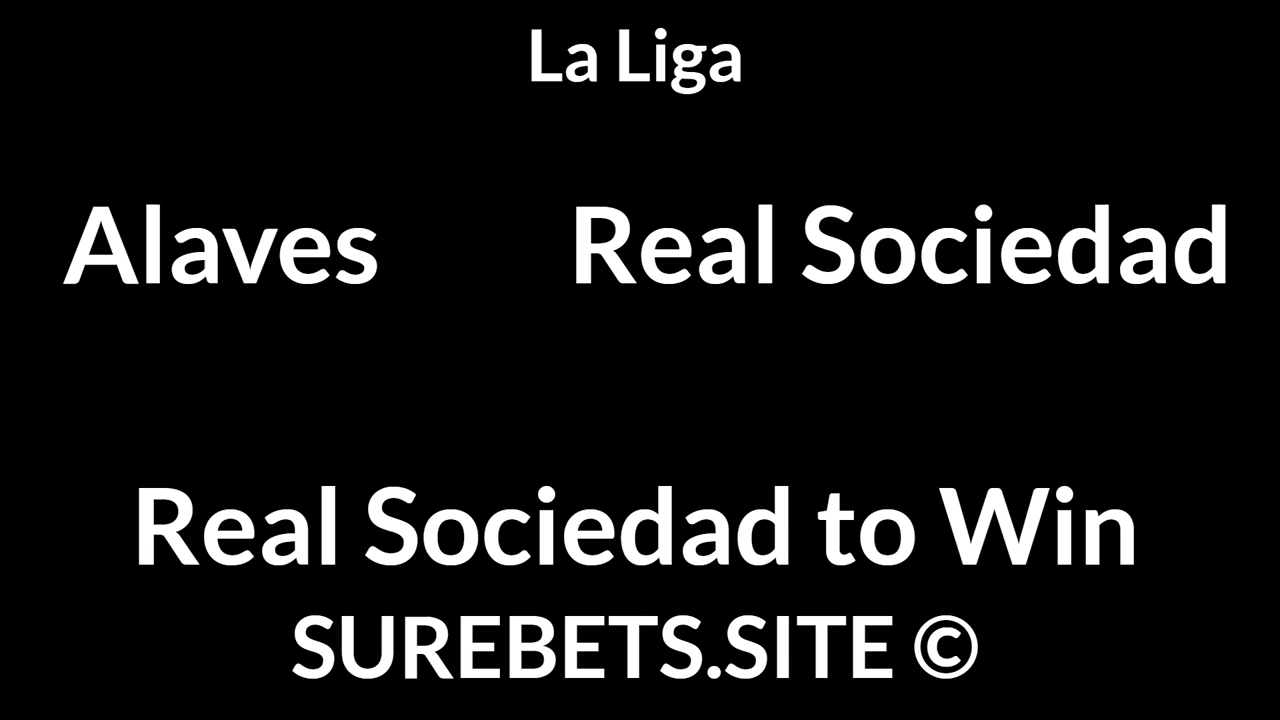 La Liga
Alaves Real Sociedad
Real Sociedad to Win
SUREBETS.SITE ©